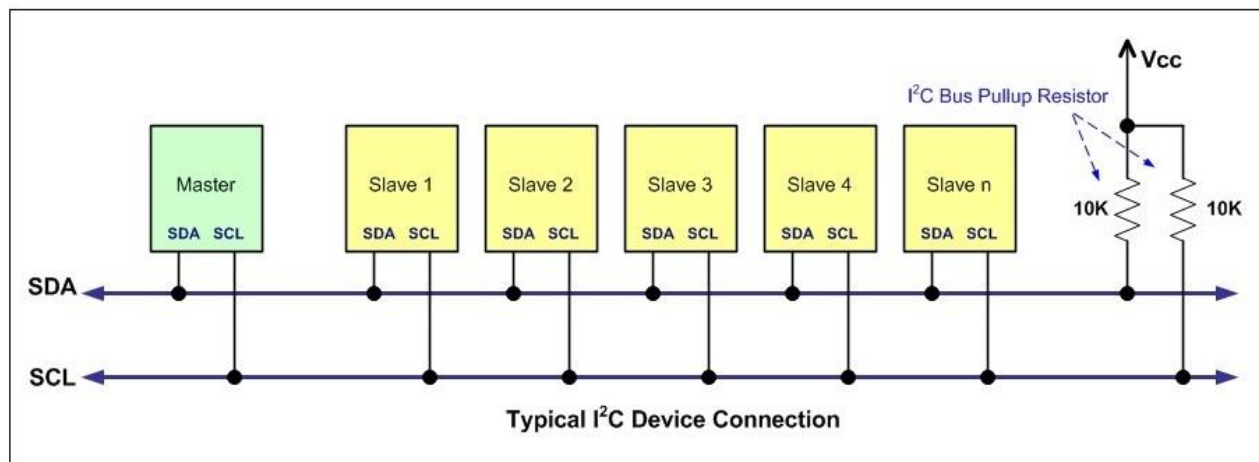 Vcc
I²C Bus Pullup Resistor
Master
Slave 1
Slave 2
Slave 3
Slave 4
Slave n
10K
10K
SDA SCL
SDA SCL
SDA SCL
SDA SCL
SDA SCL
SDA SCL
SDA
SCL
Typical I²C Device Connection